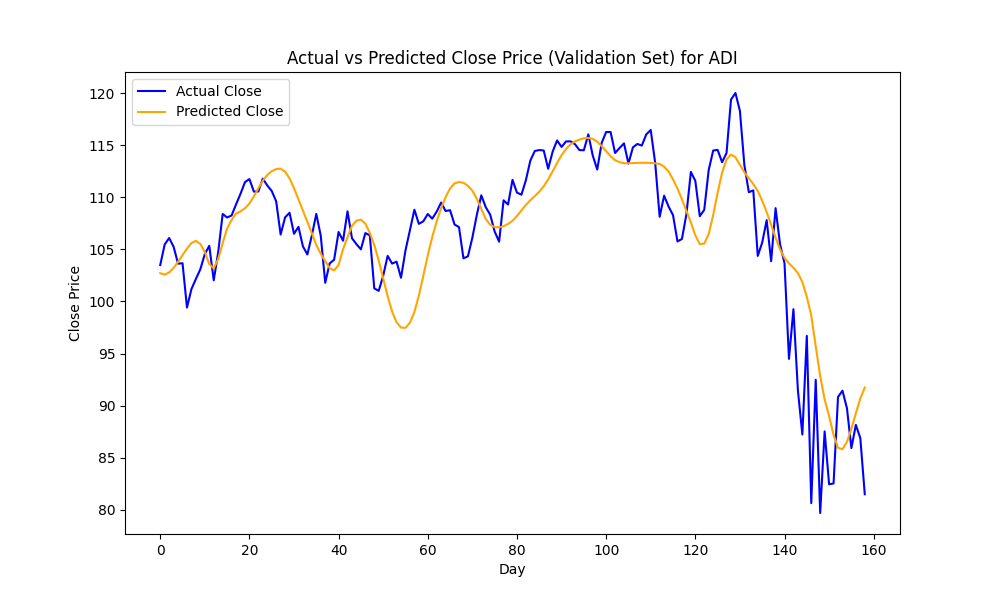 Actual vs Predicted Close Price (Validation Set) for ADI
Actual Close
Predicted Close
Close Price
120
115
110
105
100
95
90
85
80
0 20 40 60 80 100 120 140 160
Day